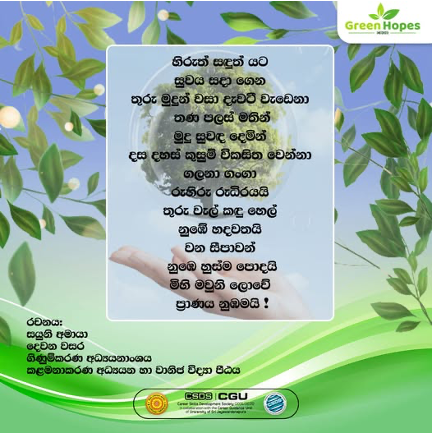 Green Hopes
හිරුත් සඳුත් යට
සුවය සදා ගෙන
තුරු මුදුන් වසා දැවටී වැඩෙනා
තණ පලස් මතින්
මුදු සුවඳ දෙමින්
දස දහස් කුසුම් විකසිත වෙන්නා
ගලනා ගංගා
රුහිරු රුධිරයයි
තුරු වැල් කඳු හෙල්
නුඹේ හදවතයි
වන සීපාවන්
නුඹෙ හුස්ම පොදයි
මිහි මවුනි ලොවේ
ප්‍රාණය නුඹමයි !
රචනය:
සයුනි අමායා
දෙවන වසර
ගිණුම්කරණ අධ්‍යයනාංශය
කළමනාකරණ අධ්‍යයන හා වාණිජ විද්‍යා පීඨය
CSDS | CGU